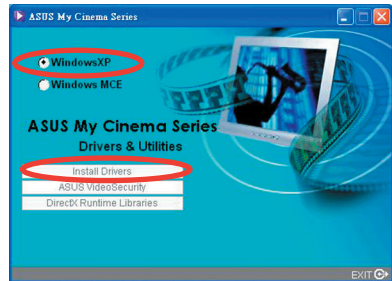 ASUS My Cinema Series
WindowsXP
Windows MCE
ASUS My Cinema Series
Drivers & Utilities
Install Drivers
ASUS VideoSecurity
DirectX Runtime Libraries
EXIT